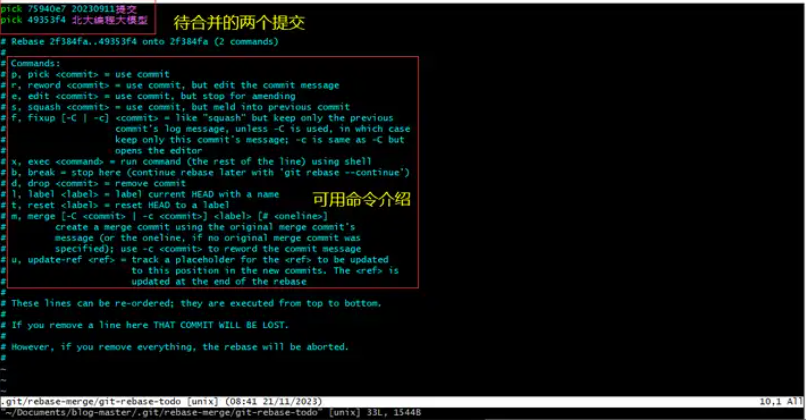 pick 75940e7 20230911提交
pick 49353f4 北大编程大模型
待合并的两个提交
# Rebase 2f384fa..49353f4 onto 2f384fa (2 commands)
#
# Commands:
# p, pick <commit> = use commit
# r, reword <commit> = use commit, but edit the commit message
# e, edit <commit> = use commit, but stop for amending
# s, squash <commit> = use commit, but meld into previous commit
# f, fixup [-C | -c] <commit> = like "squash" but keep only the previous
# commit's log message, unless -C is used, in which case
# keep only this commit's message; -c is same as -C but
# opens the editor
# x, exec <command> = run command (the rest of the line) using shell
# b, break = stop here (continue rebase later with 'git rebase --continue')
# d, drop <commit> = remove commit
# l, label <label> = label current HEAD with a name
# t, reset <label> = reset HEAD to a label
可用命令介绍
# m, merge [-C <commit> | -c <commit>] <label> [# <oneline>]
# create a merge commit using the original merge commit's
# message (or the oneline, if no original merge commit was
# specified); use -c <commit> to reword the commit message
# u, update-ref <ref> = track a placeholder for the <ref> to be updated
# to this position in the new commits. The <ref> is
# updated at the end of the rebase
#
# These lines can be re-ordered; they are executed from top to bottom.
#
# If you remove a line here THAT COMMIT WILL BE LOST.
#
# However, if you remove everything, the rebase will be aborted.
#
~
~
.git/rebase-merge/git-rebase-todo [unix] (08:41 21/11/2023) 10,1 All
"~/Documents/blog-master/.git/rebase-merge/git-rebase-todo" [unix] 33L, 1544B